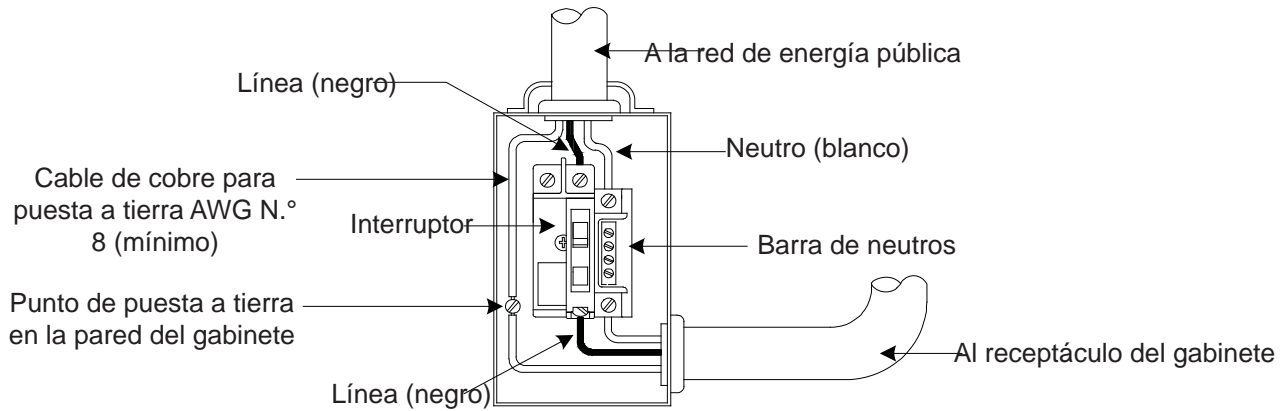 A la red de energía pública
Línea (negro)
Neutro (blanco)
Cable de cobre para
puesta a tierra AWG N.°
8 (mínimo)
Interruptor
Barra de neutros
Punto de puesta a tierra
en la pared del gabinete
Al receptáculo del gabinete
Línea (negro)